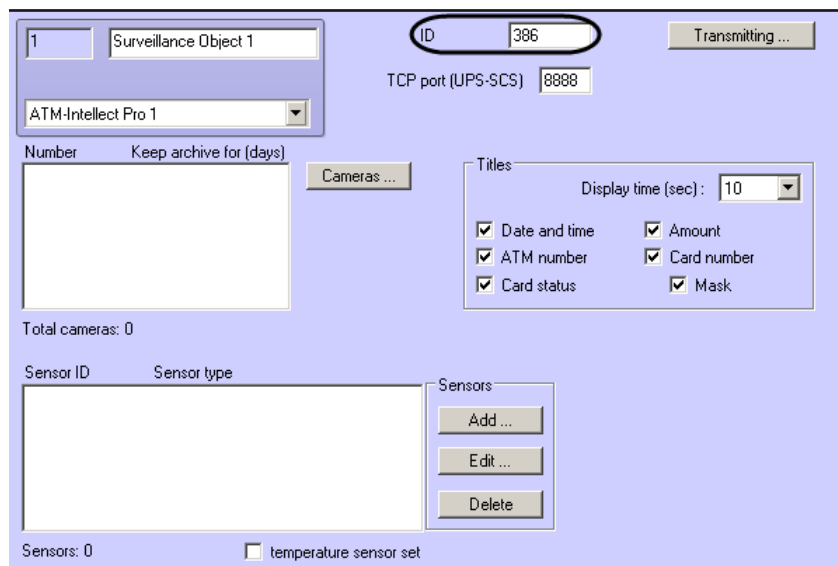 1 Surveillance Object 1 ID 386 Transmitting ...
TCP port (UPS-SCS) 8888
ATM-Intellect Pro 1
Number Keep archive for (days)
Cameras ...
Titles
Display time (sec) : 10
Date and time Amount
ATM number Card number
Card status Mask
Total cameras: 0
Sensor ID Sensor type
Sensors
Add ...
Edit ...
Delete
Sensors: 0 temperature sensor set